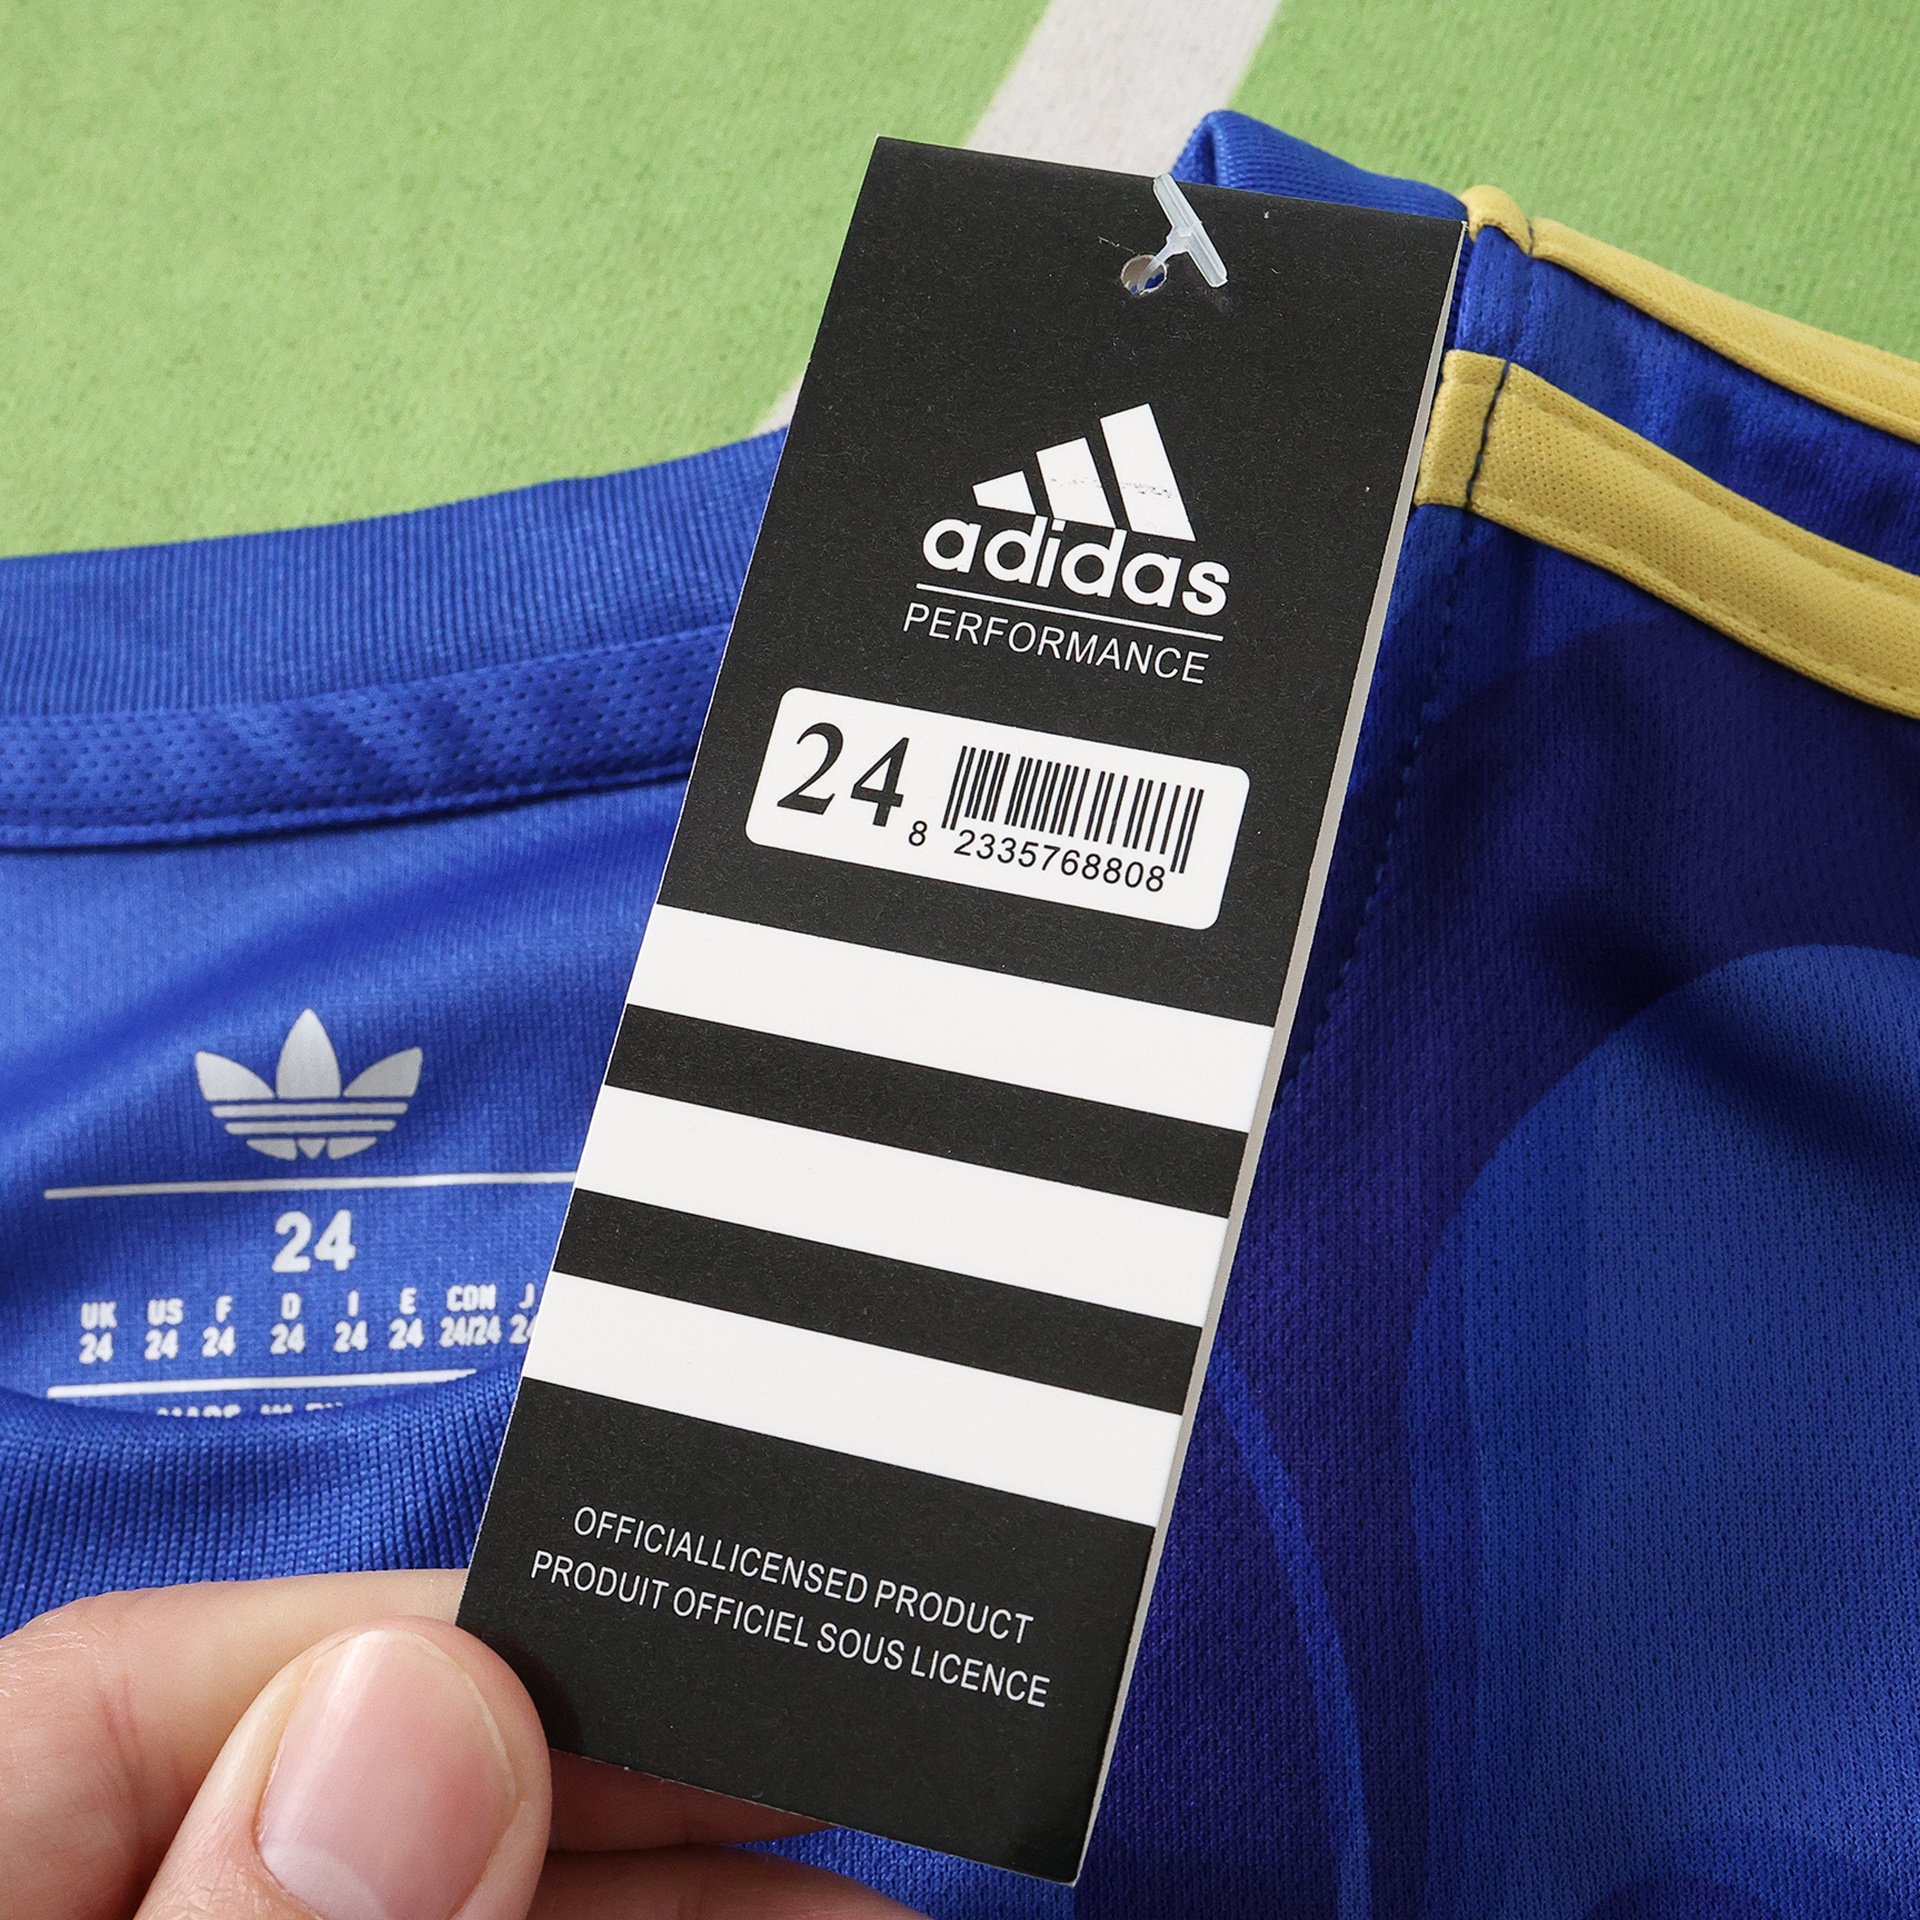 adidas
PERFORMANCE
24
8 2335768808
OFFICIALLICENSED PRODUCT
PRODUIT OFFICIEL SOUS LICENCE
24
UK US F D I E CON J
24 24 24 24 24 24 24/24